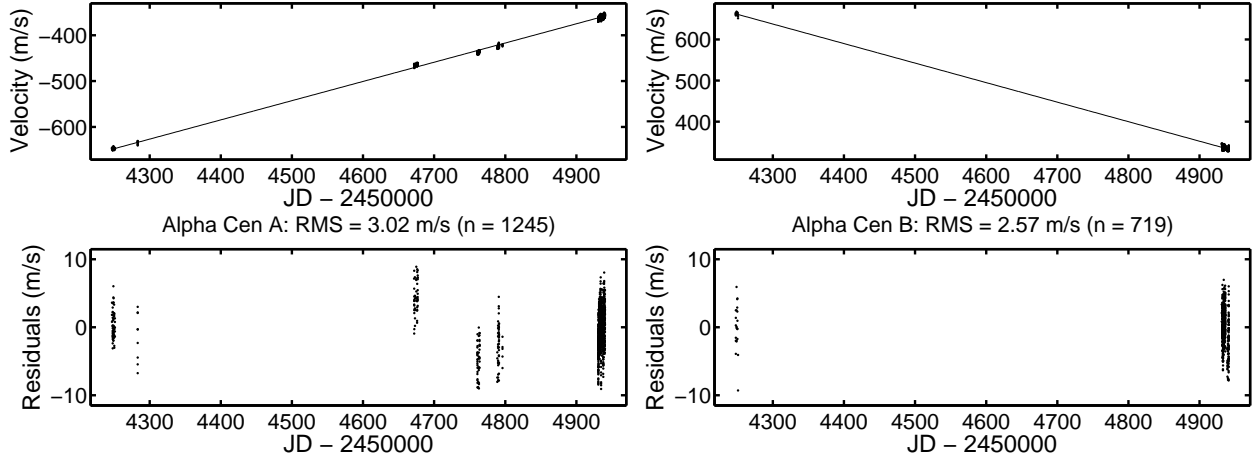 Velocity (m/s)
−400
−500
−600
4300 4400 4500 4600 4700 4800 4900
JD − 2450000
Velocity (m/s)
600
400
4300 4400 4500 4600 4700 4800 4900
JD − 2450000
Alpha Cen A: RMS = 3.02 m/s (n = 1245)
Residuals (m/s)
10
0
−10
4300 4400 4500 4600 4700 4800 4900
JD − 2450000
Alpha Cen B: RMS = 2.57 m/s (n = 719)
Residuals (m/s)
10
0
−10
4300 4400 4500 4600 4700 4800 4900
JD − 2450000